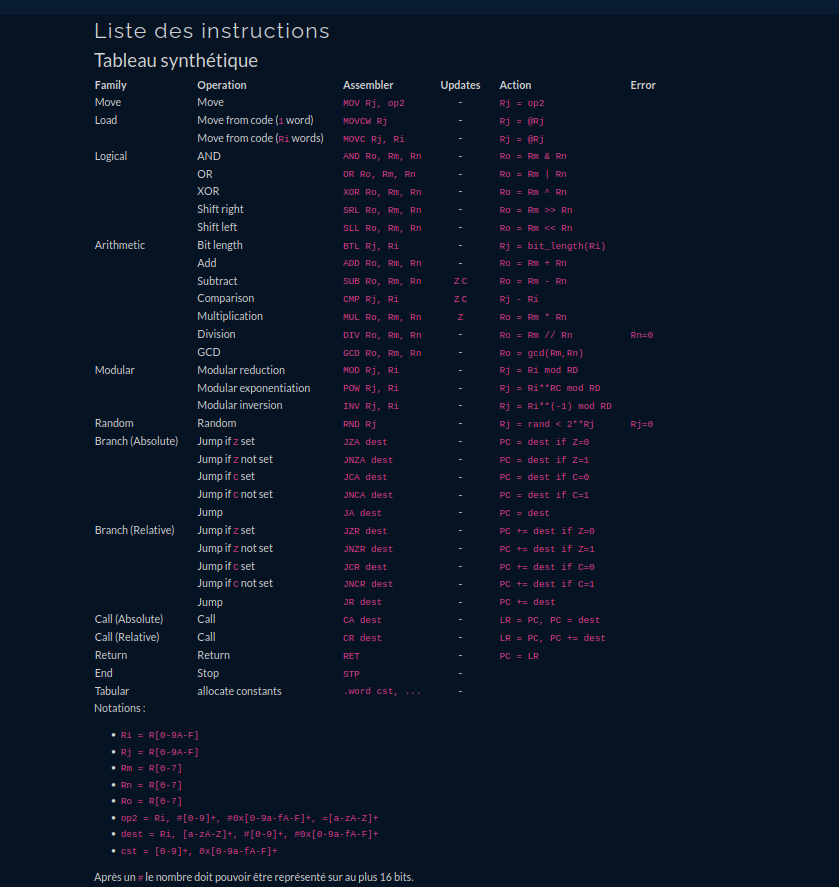 Liste des instructions
Tableau synthétique
Family Operation Assembler Updates Action Error
Move Move MOV Rj, op2 - Rj = op2
Load Move from code (1 word) MOVCW Rj - Rj = @Rj
Move from code (Ri words) MOVC Rj, Ri - Rj = @Rj
Logical AND AND Ro, Rm, Rn - Ro = Rm & Rn
OR OR Ro, Rm, Rn - Ro = Rm | Rn
XOR XOR Ro, Rm, Rn - Ro = Rm ^ Rn
Shift right SRL Ro, Rm, Rn - Ro = Rm >> Rn
Shift left SLL Ro, Rm, Rn - Ro = Rm << Rn
Arithmetic Bit length BTL Rj, Ri - Rj = bit_length(Ri)
Add ADD Ro, Rm, Rn - Ro = Rm + Rn
Subtract SUB Ro, Rm, Rn Z C Ro = Rm - Rn
Comparison CMP Rj, Ri Z C Rj - Ri
Multiplication MUL Ro, Rm, Rn Z Ro = Rm * Rn
Division DIV Ro, Rm, Rn - Ro = Rm // Rn Rn=0
GCD GCD Ro, Rm, Rn - Ro = gcd(Rm,Rn)
Modular Modular reduction MOD Rj, Ri - Rj = Ri mod RD
Modular exponentiation POW Rj, Ri - Rj = Ri**RC mod RD
Modular inversion INV Rj, Ri - Rj = Ri**(-1) mod RD
Random Random RND Rj - Rj = rand < 2**Rj Rj=0
Branch (Absolute) Jump if Z set JZA dest - PC = dest if Z=0
Jump if Z not set JNZA dest - PC = dest if Z=1
Jump if C set JCA dest - PC = dest if C=0
Jump if C not set JNCA dest - PC = dest if C=1
Jump JA dest - PC = dest
Branch (Relative) Jump if Z set JZR dest - PC += dest if Z=0
Jump if Z not set JNZR dest - PC += dest if Z=1
Jump if C set JCR dest - PC += dest if C=0
Jump if C not set JNCR dest - PC += dest if C=1
Jump JR dest - PC += dest
Call (Absolute) Call CA dest - LR = PC, PC = dest
Call (Relative) Call CR dest - LR = PC, PC += dest
Return Return RET - PC = LR
End Stop STP -
Tabular allocate constants .word cst, ... -
Notations :
• Ri = R[0-9A-F]
• Rj = R[0-9A-F]
• Rm = R[0-7]
• Rn = R[0-7]
• Ro = R[0-7]
• op2 = Ri, #[0-9]+, #0x[0-9a-fA-F]+, =[a-zA-Z]+
• dest = Ri, [a-zA-Z]+, #[0-9]+, #0x[0-9a-fA-F]+
• cst = [0-9]+, 0x[0-9a-fA-F]+
Après un # le nombre doit pouvoir être représenté sur au plus 16 bits.